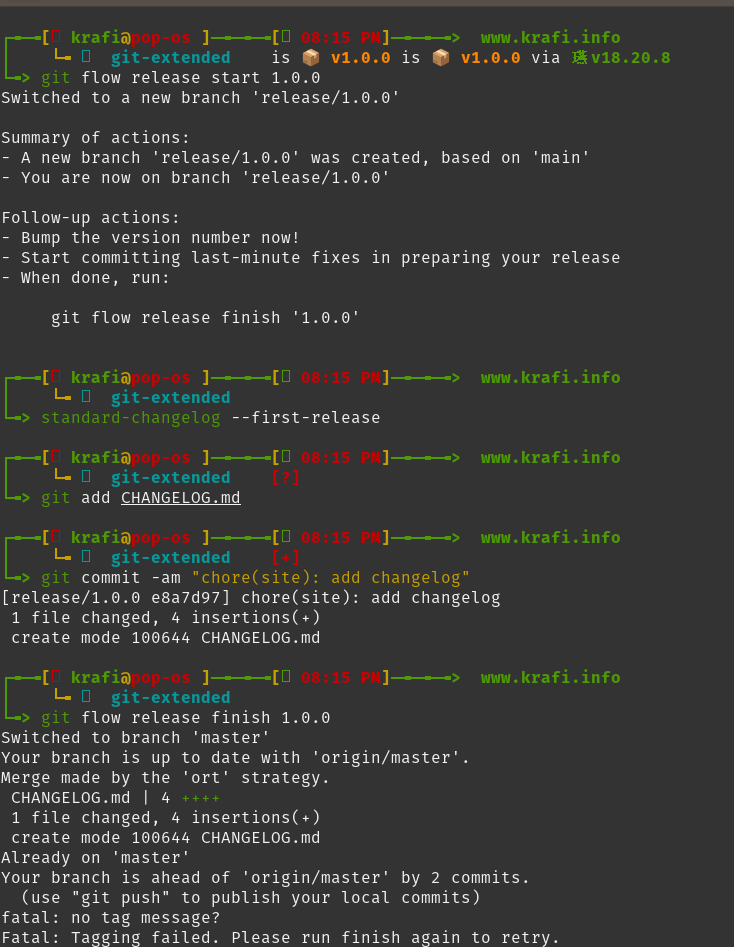 [ krafi@pop-os ] [ 08:15 PM] > www.krafi.info
git-extended is 📦 v1.0.0 is 📦 v1.0.0 via v18.20.8
> git flow release start 1.0.0
Switched to a new branch 'release/1.0.0'
Summary of actions:
- A new branch 'release/1.0.0' was created, based on 'main'
- You are now on branch 'release/1.0.0'
Follow-up actions:
- Bump the version number now!
- Start committing last-minute fixes in preparing your release
- When done, run:
git flow release finish '1.0.0'
[ krafi@pop-os ] [ 08:15 PM] > www.krafi.info
git-extended
> standard-changelog --first-release
[ krafi@pop-os ] [ 08:15 PM] > www.krafi.info
git-extended [?]
> git add CHANGELOG.md
[ krafi@pop-os ] [ 08:15 PM] > www.krafi.info
git-extended [+]
> git commit -am "chore(site): add changelog"
[release/1.0.0 e8a7d97] chore(site): add changelog
1 file changed, 4 insertions(+)
create mode 100644 CHANGELOG.md
[ krafi@pop-os ] [ 08:15 PM] > www.krafi.info
git-extended
> git flow release finish 1.0.0
Switched to branch 'master'
Your branch is up to date with 'origin/master'.
Merge made by the 'ort' strategy.
CHANGELOG.md | 4 ++++
1 file changed, 4 insertions(+)
create mode 100644 CHANGELOG.md
Already on 'master'
Your branch is ahead of 'origin/master' by 2 commits.
(use "git push" to publish your local commits)
fatal: no tag message?
Fatal: Tagging failed. Please run finish again to retry.